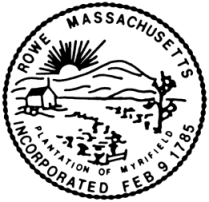 ROWE MASSACHUSETTS
PLANTATION OF MYRIFIELD
INCORPORATED FEB 9 1785